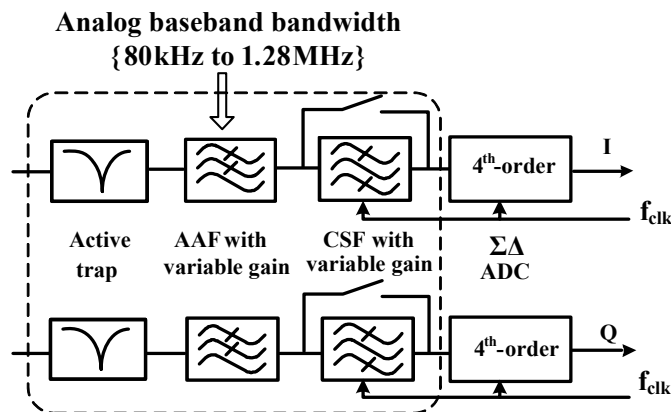 Analog baseband bandwidth
{80kHz to 1.28MHz}
4th-order
I
fclk
Active
trap
AAF with
variable gain
CSF with
variable gain
ΣΔ
ADC
4th-order
Q
fclk